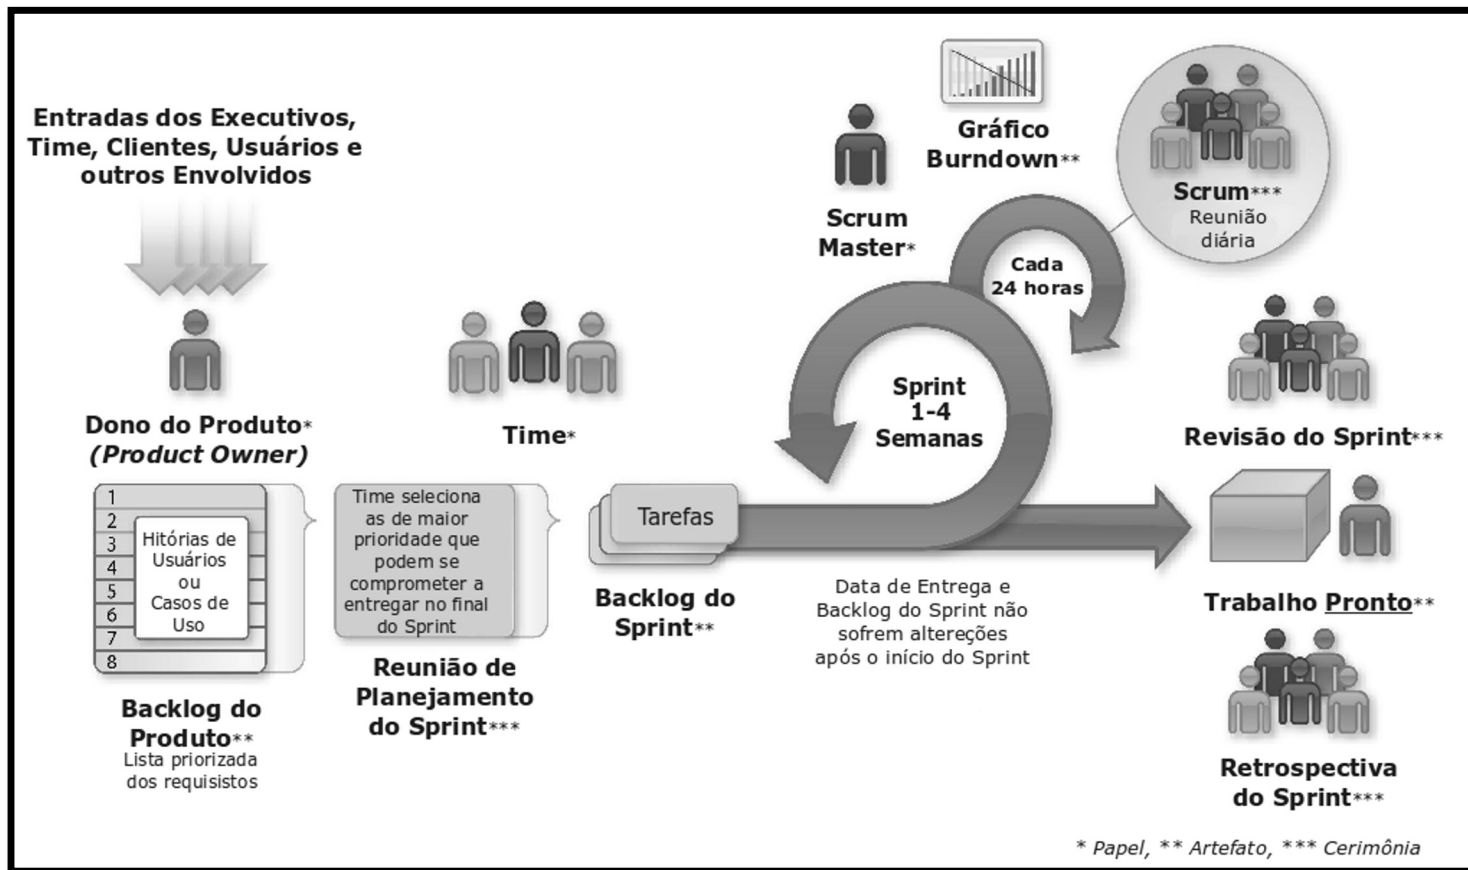 Entradas dos Executivos,
Time, Clientes, Usuários e
outros Envolvidos
Dono do Produto*
(Product Owner)
1
2
3
4
5
6
7
8
Hitórias de
Usuários
ou
Casos de
Uso
Backlog do
Produto**
Lista priorizada
dos requisistos
Time*
Time seleciona
as de maior
prioridade que
podem se
comprometer a
entregar no final
do Sprint
Reunião de
Planejamento
do Sprint***
Tarefas
Backlog do
Sprint**
Scrum
Master*
Gráfico
Burndown**
Scrum***
Reunião
diária
Cada
24 horas
Sprint
1-4
Semanas
Data de Entrega e
Backlog do Sprint não
sofrem altereções
após o início do Sprint
Revisão do Sprint***
Trabalho Pronto**
Retrospectiva
do Sprint***
* Papel, ** Artefato, *** Cerimônia